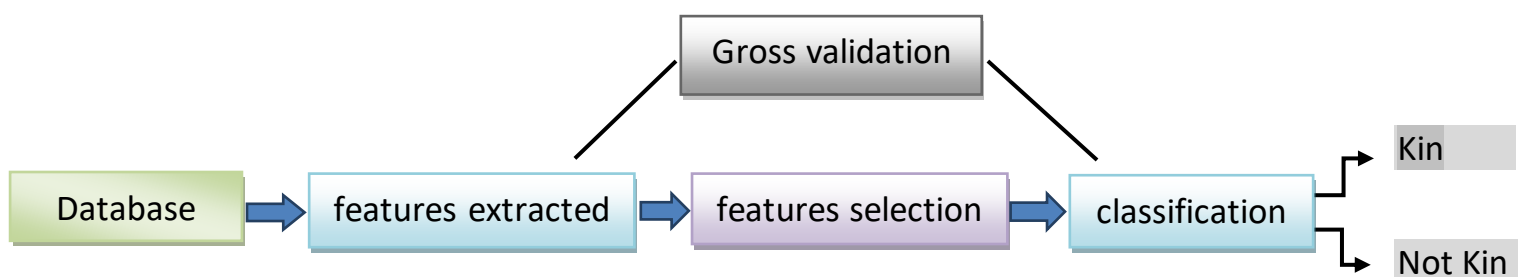 Gross validation
Kin
Database
features extracted
features selection
classification
Not Kin